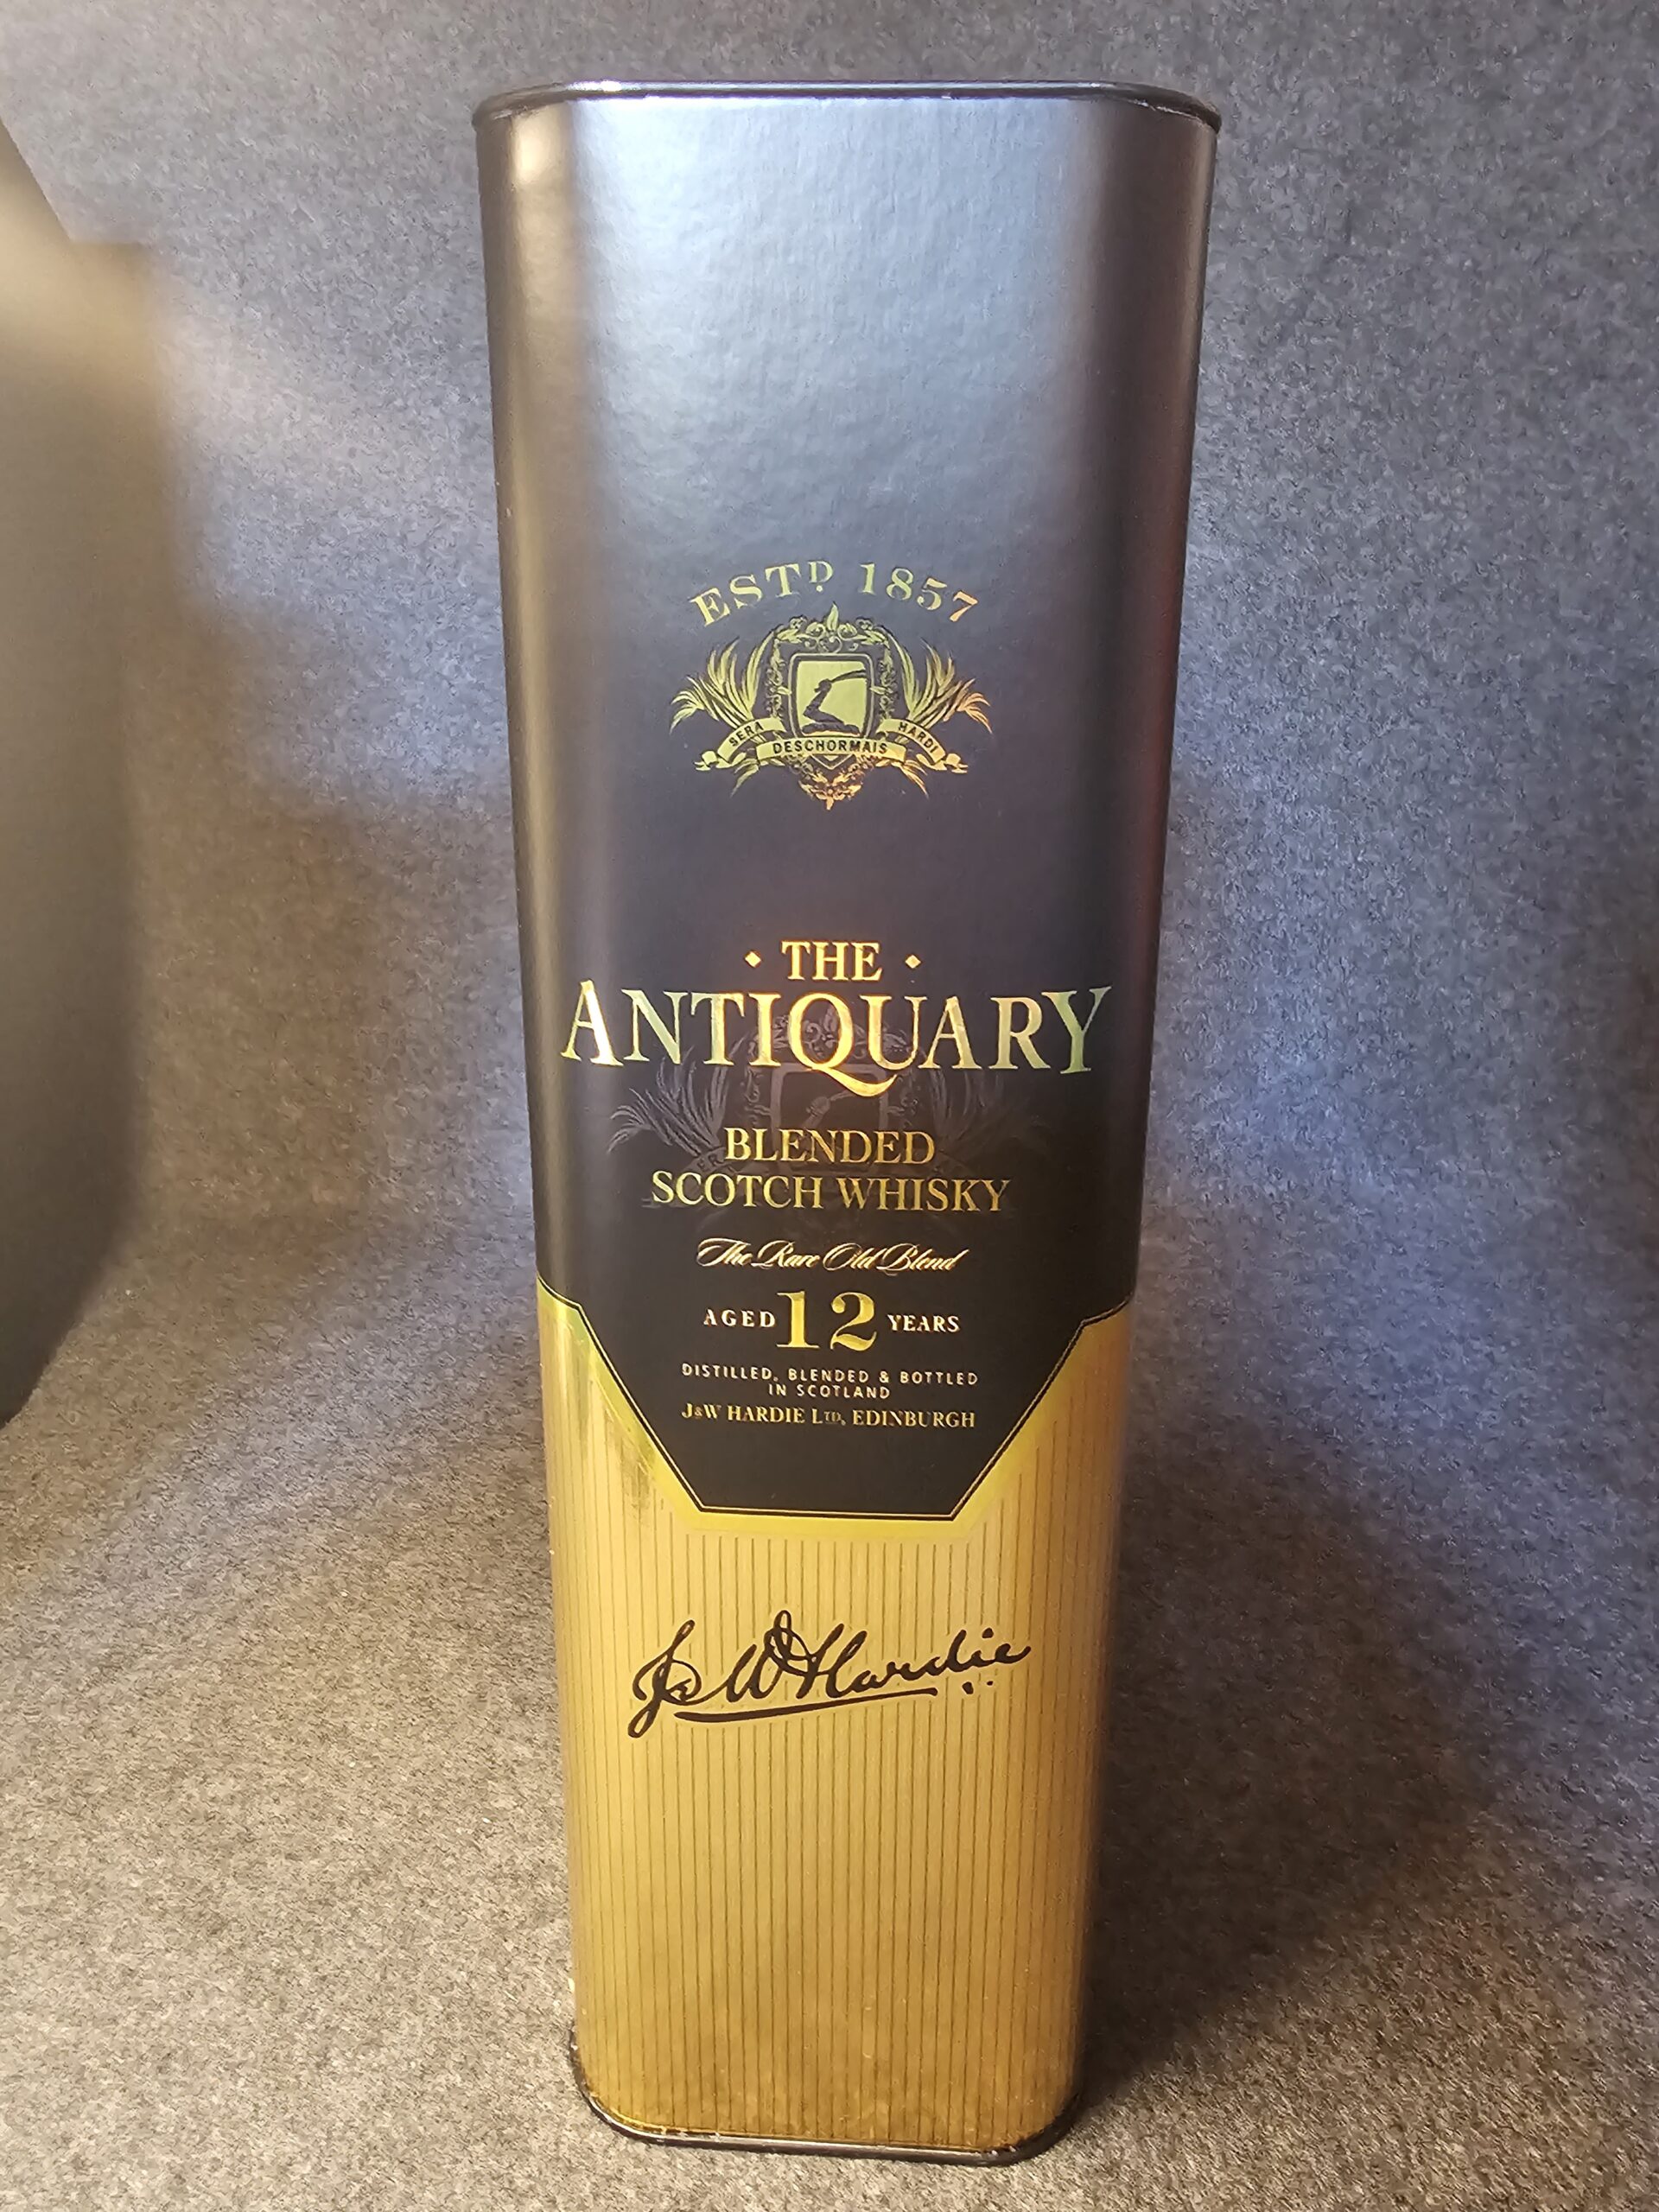 ESTD 1857
SERA DESCHORMAIS HARDI
• THE •
ANTIQUARY
BLENDED
SCOTCH WHISKY
The Rare Old Blend
AGED 12 YEARS
DISTILLED, BLENDED & BOTTLED
IN SCOTLAND
J&W HARDIE LTD, EDINBURGH
J & W Hardie